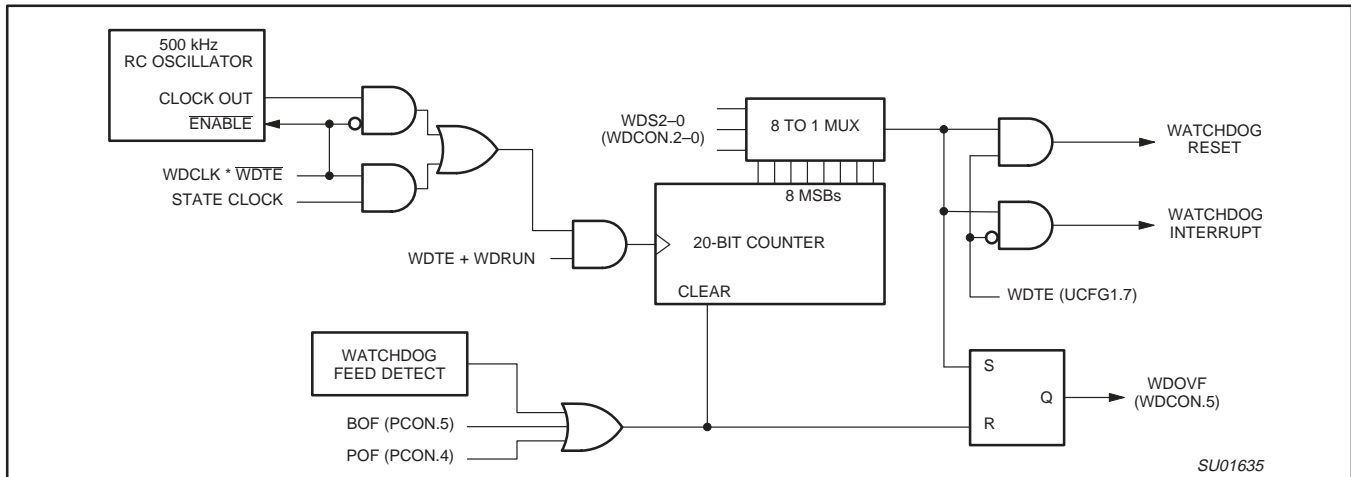 500 kHz
RC OSCILLATOR
CLOCK OUT
ENABLE
WDCLK * WDTE
STATE CLOCK
WDS2–0
(WDCON.2–0)
8 TO 1 MUX
8 MSBs
20-BIT COUNTER
CLEAR
WDTE + WDRUN
WATCHDOG
RESET
WATCHDOG
INTERRUPT
WDTE (UCFG1.7)
WATCHDOG
FEED DETECT
BOF (PCON.5)
POF (PCON.4)
S
Q
R
WDOVF
(WDCON.5)
SU01635